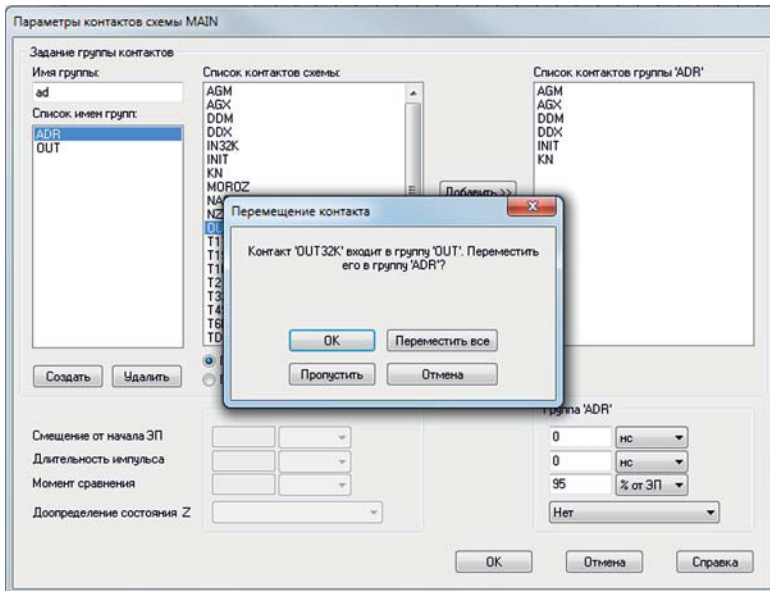 Параметры контактов схемы MAIN
Задание группы контактов
Имя группы:
ad
Список имен групп:
ADR
OUT
Создать
Удалить
Список контактов схемы:
AGM
AGX
DDM
DDX
IN32K
INIT
KN
MOROZ
NZ
T1
T2
TD
Добавить >>
Список контактов группы 'ADR'
AGM
AGX
DDM
DDX
INIT
KN
Перемещение контакта
Контакт 'OUT32K' входит в группу 'OUT'. Переместить
его в группу 'ADR'?
OK
Переместить все
Пропустить
Отмена
Группа 'ADR'
Смещение от начала ЭП
0
нс
Длительность импульса
0
нс
Момент сравнения
95
% от ЭП
Доопределение состояния Z
Нет
OK
Отмена
Справка